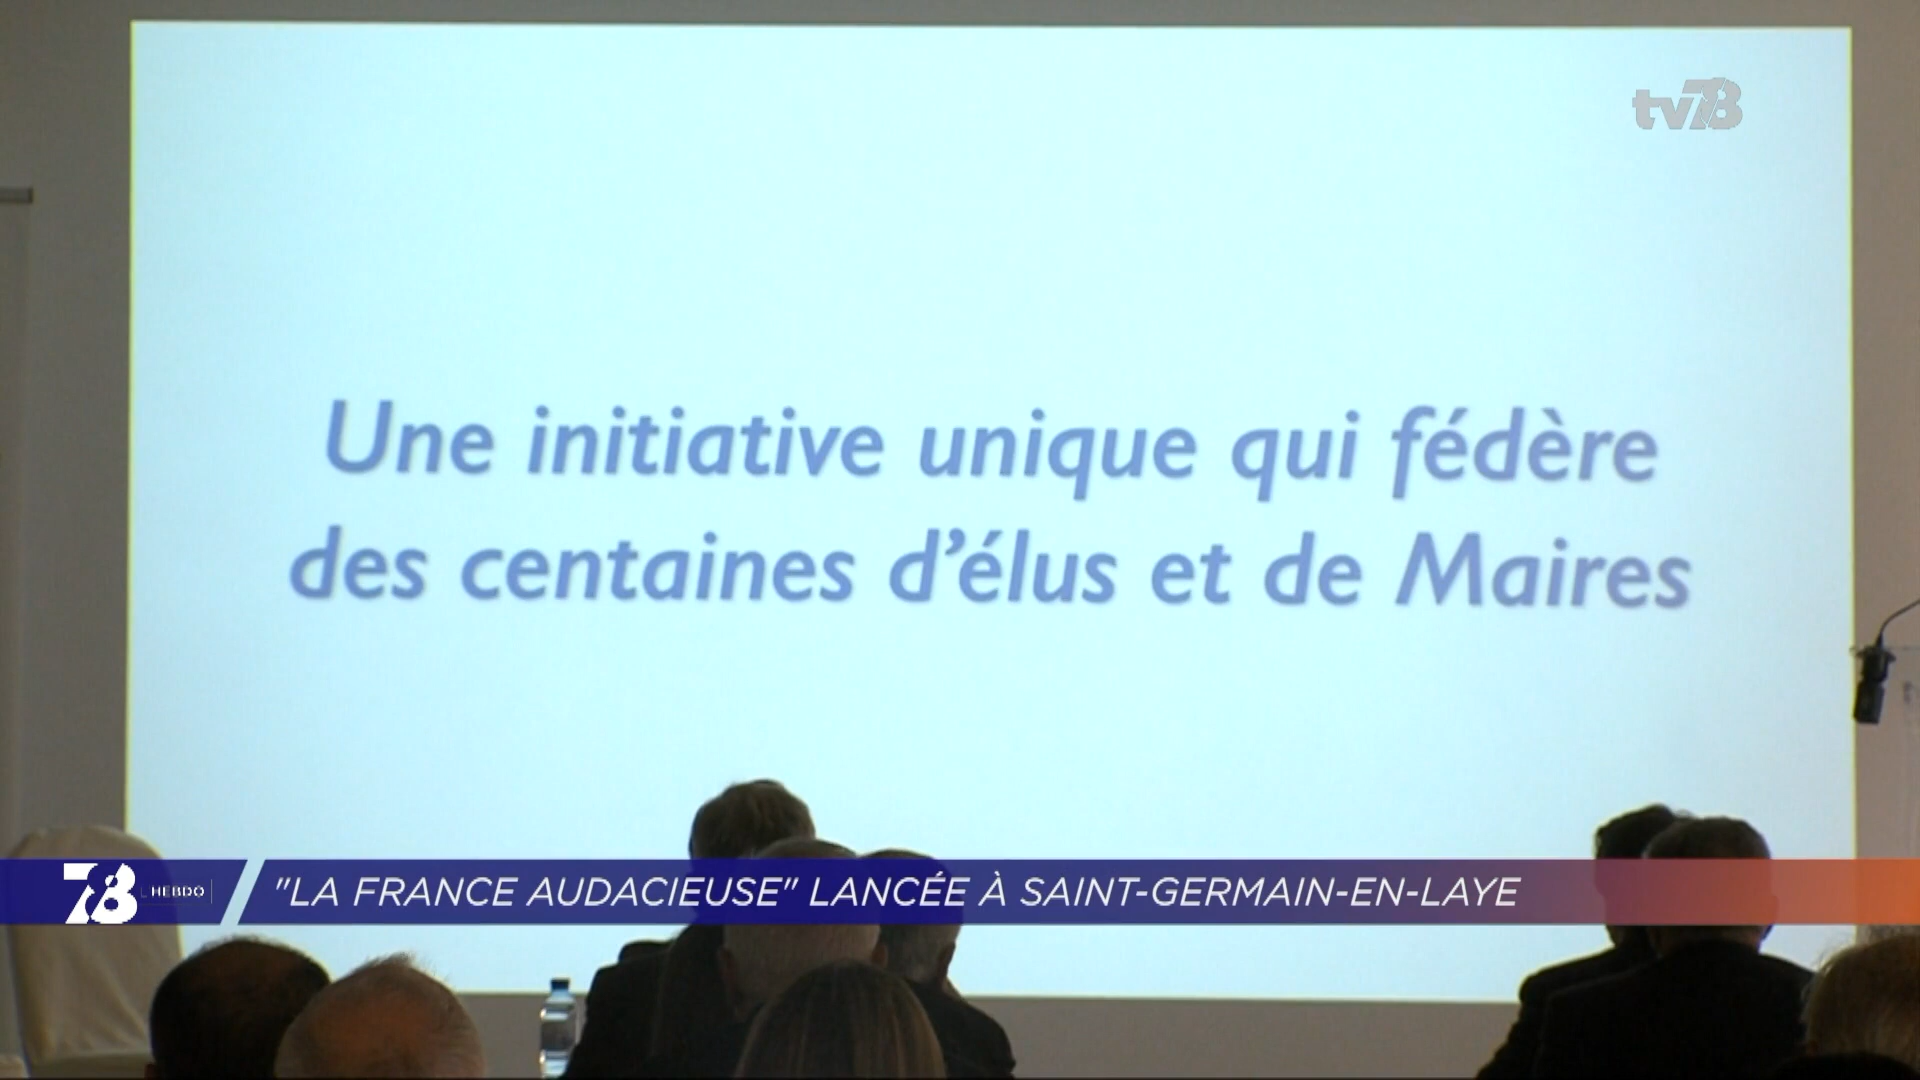 tv78
Une initiative unique qui fédère
des centaines d'élus et de Maires
78 L'HEBDO
"LA FRANCE AUDACIEUSE" LANCÉE À SAINT-GERMAIN-EN-LAYE